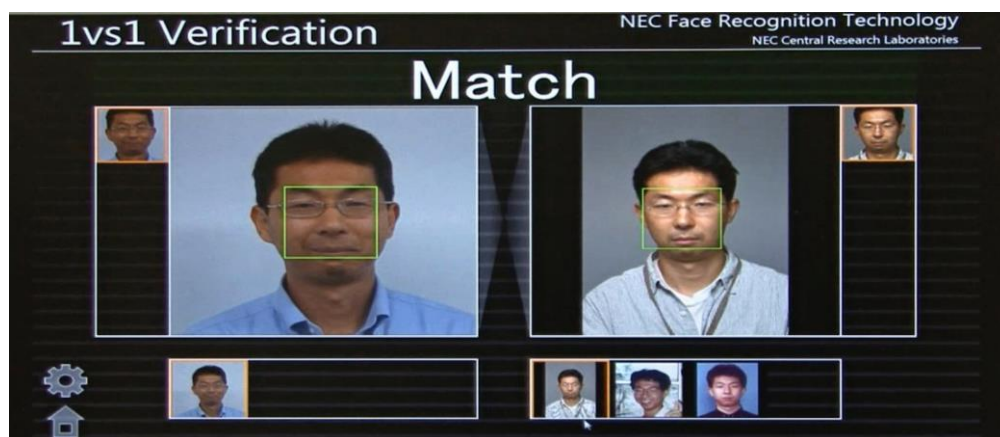 1vs1 Verification
NEC Face Recognition Technology
NEC Central Research Laboratories
Match